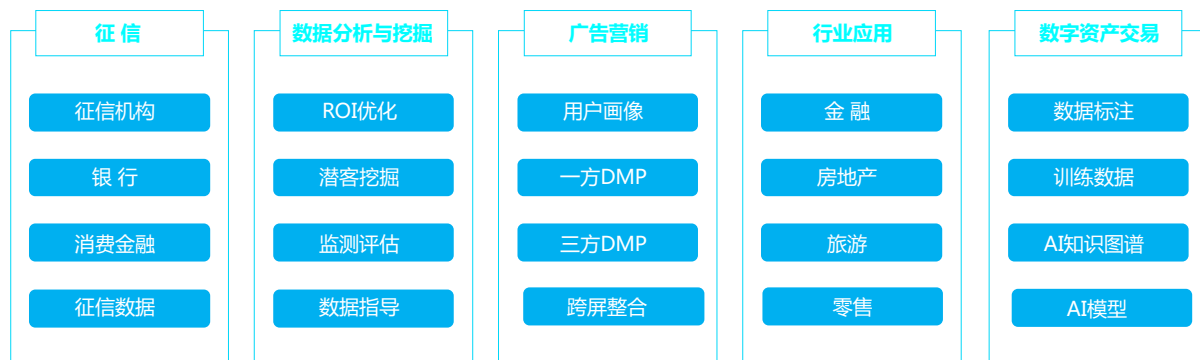 征 信
数据分析与挖掘
广告营销
行业应用
数字资产交易
征信机构
ROI优化
用户画像
金 融
数据标注
银 行
潜客挖掘
一方DMP
房地产
训练数据
消费金融
监测评估
三方DMP
旅游
AI知识图谱
征信数据
数据指导
跨屏整合
零售
AI模型